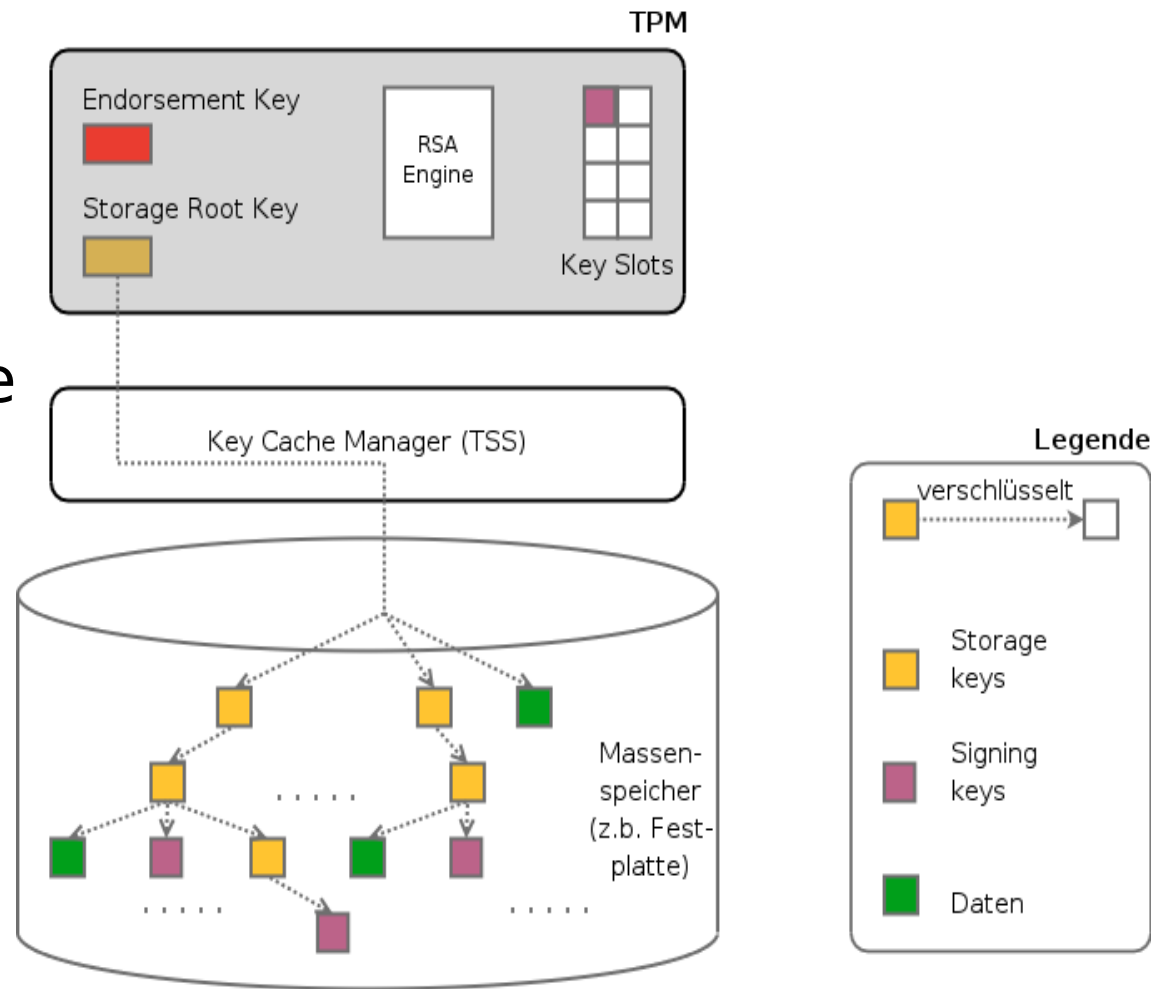 TPM
Endorsement Key
RSA
Engine
Storage Root Key
Key Slots
e
Key Cache Manager (TSS)
Legende
verschlüsselt
Storage
keys
Signing
keys
Daten
Massen-
speicher
(z.b. Fest-
platte)